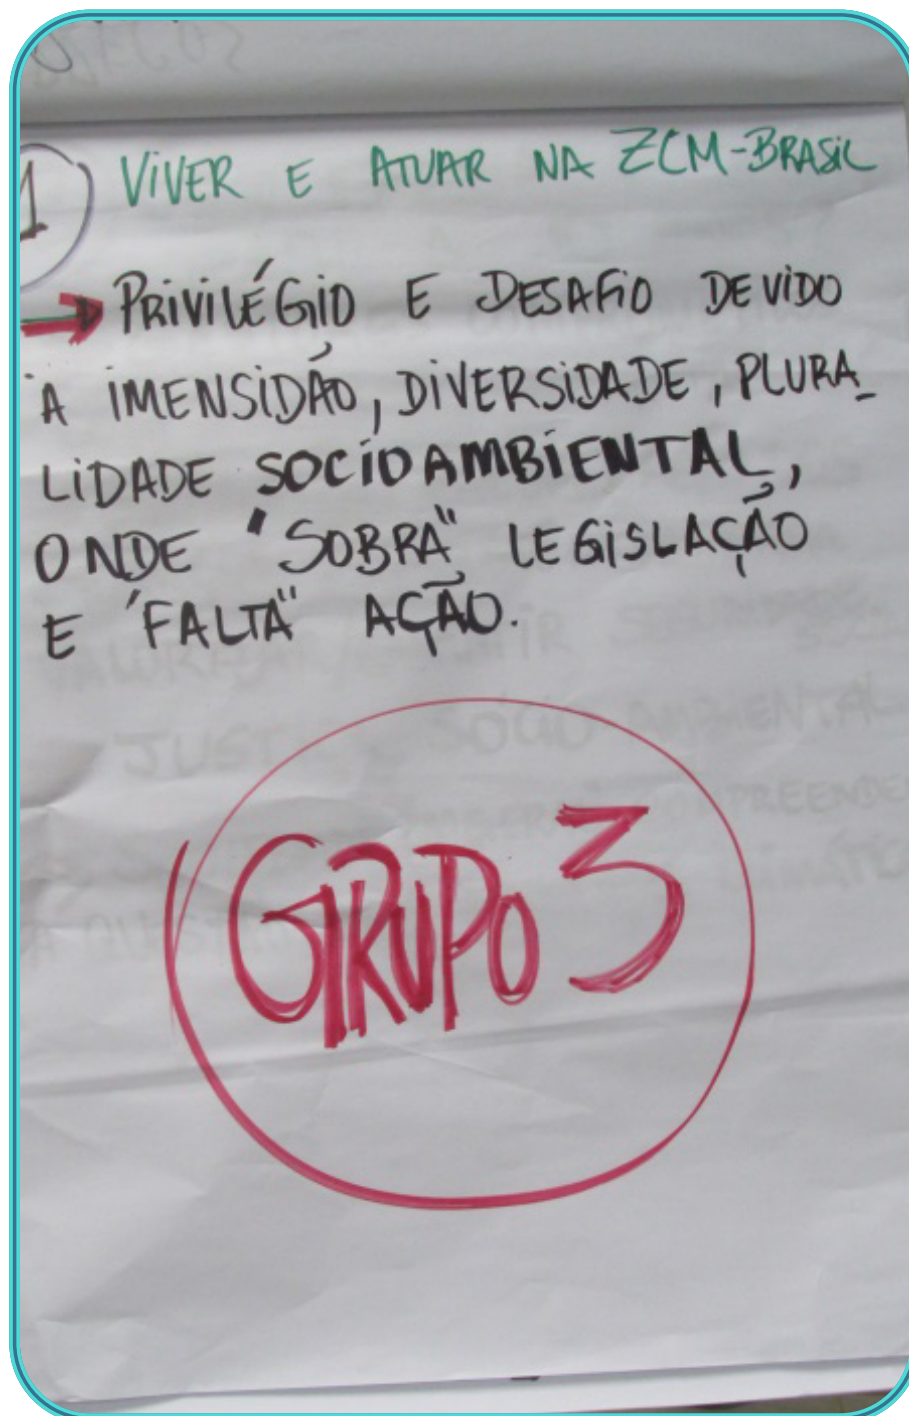 1 VIVER E ATUAR NA ZCM-BRASIL
PRIVILÉGIO E DESAFIO DEVIDO
À IMENSIDÃO, DIVERSIDADE, PLURA-
LIDADE SOCIOAMBIENTAL,
ONDE "SOBRA" LEGISLAÇÃO
E "FALTA" AÇÃO.
GRUPO 3